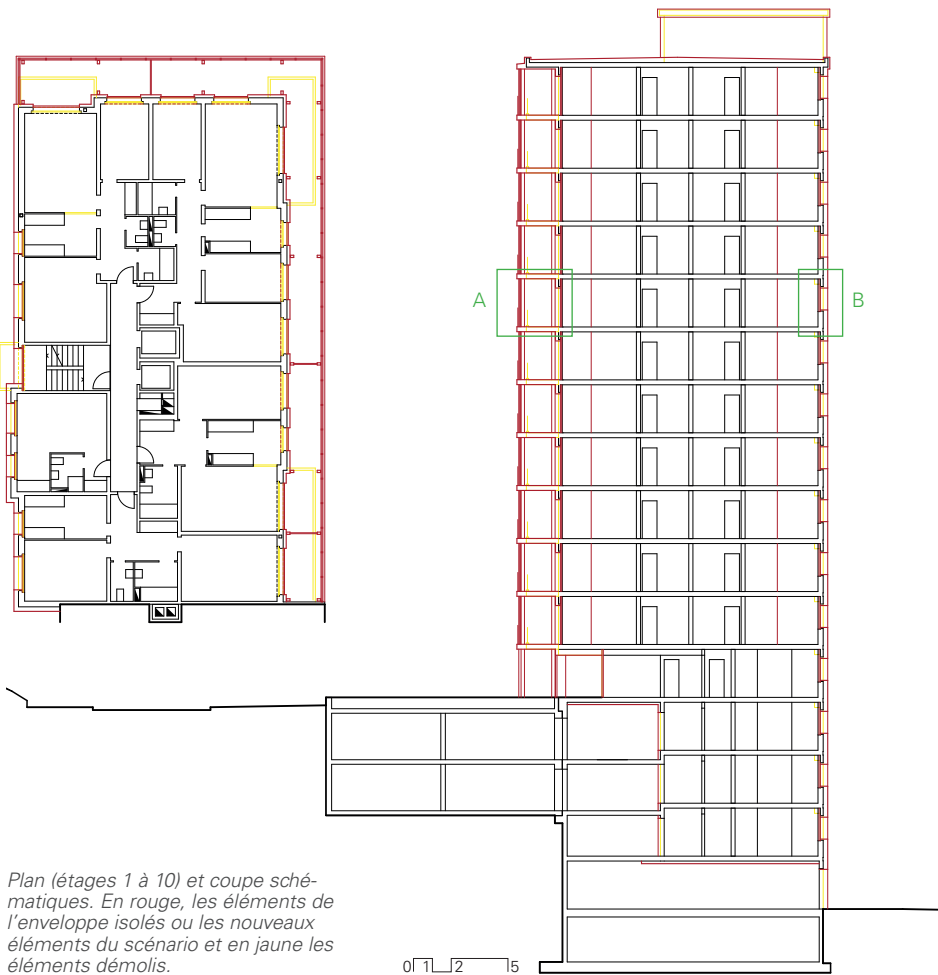 A
B
Plan (étages 1 à 10) et coupe sché-
matiques. En rouge, les éléments de
l'enveloppe isolés ou les nouveaux
éléments du scénario et en jaune les
éléments démolis.
0 1 2 5